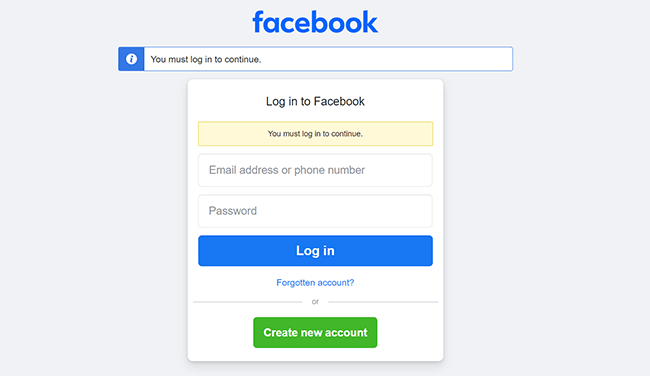 facebook
You must log in to continue.
Log in to Facebook
You must log in to continue.
Email address or phone number
Password
Log in
Forgotten account?
or
Create new account